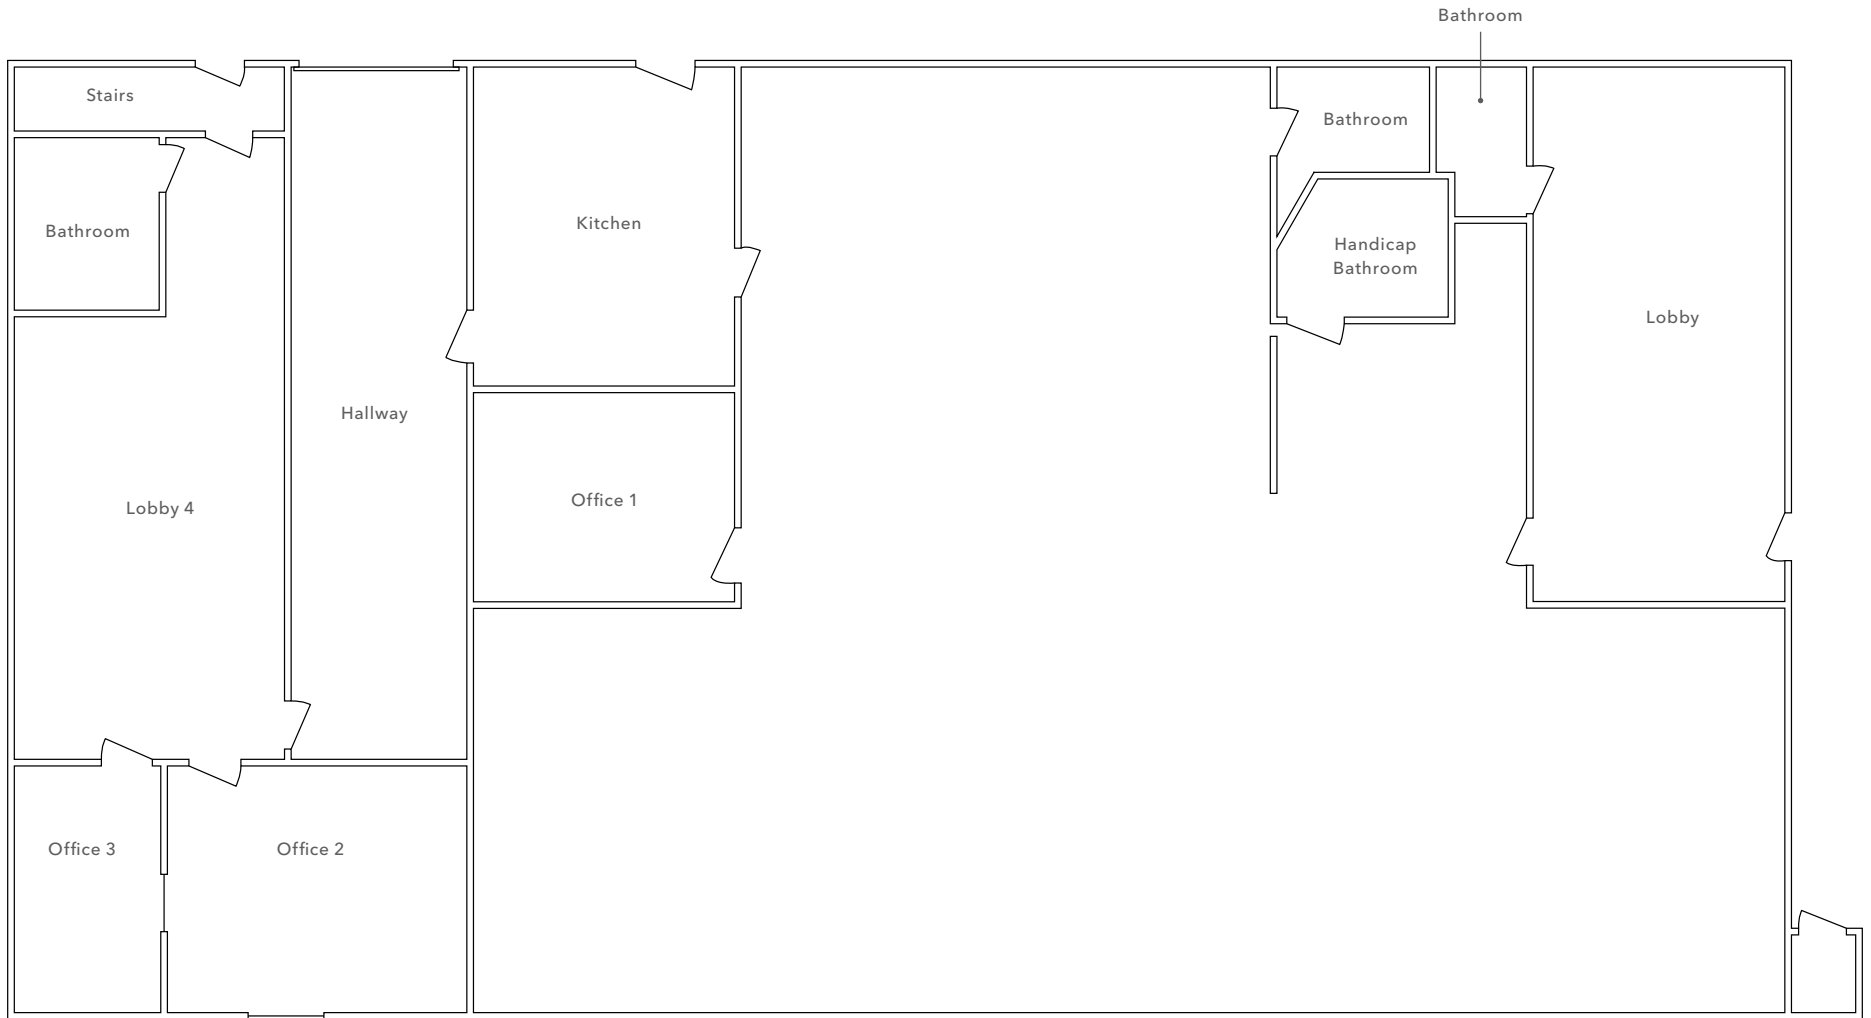 Bathroom
Stairs
Bathroom
Bathroom
Kitchen
Handicap
Bathroom
Lobby
Hallway
Office 1
Lobby 4
Office 3
Office 2